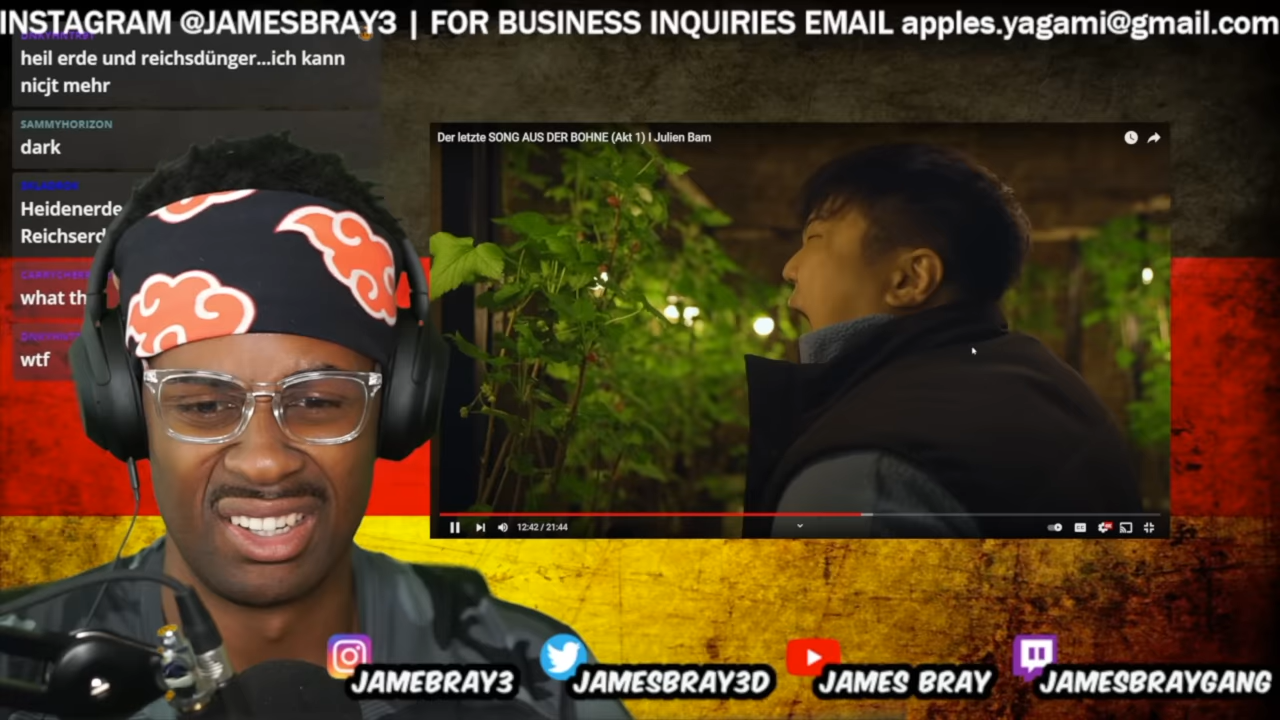 INSTAGRAM @JAMESBRAY3 | FOR BUSINESS INQUIRIES EMAIL apples.yagami@gmail.com
heil erde und reichsdünger...ich kann
nicjt mehr
SAMMYHORIZON
dark
Heidenerde
Reichserd
what th
wtf
Der letzte SONG AUS DER BOHNE (Akt 1) I Julien Bam
12:42 / 21:44
JAMEBRAY3
JAMESBRAY3D
JAMES BRAY
JAMESBRAYGANG